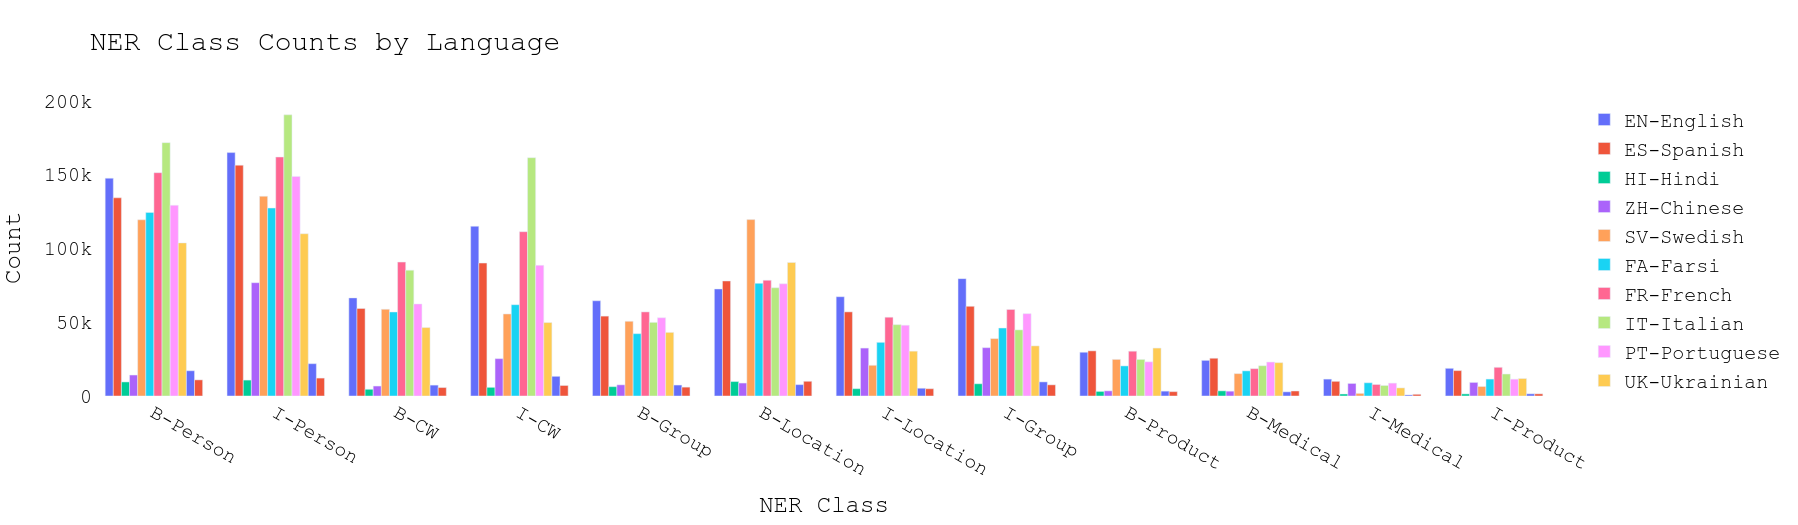 NER Class Counts by Language
200k
150k
100k
50k
0
Count
B-Person
I-Person
B-CW
I-CW
B-Group
B-Location
I-Location
I-Group
B-Product
B-Medical
I-Medical
I-Product
NER Class
EN-English
ES-Spanish
HI-Hindi
ZH-Chinese
SV-Swedish
FA-Farsi
FR-French
IT-Italian
PT-Portuguese
UK-Ukrainian